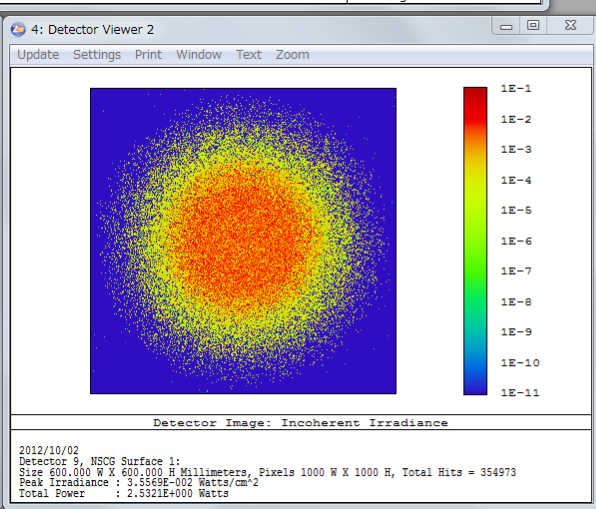 4: Detector Viewer 2
Update Settings Print Window Text Zoom
1E-1
1E-2
1E-3
1E-4
1E-5
1E-6
1E-7
1E-8
1E-9
1E-10
1E-11
Detector Image: Incoherent Irradiance
2012/10/02
Detector 9, NSCG Surface 1:
Size 600.000 W X 600.000 H Millimeters, Pixels 1000 W X 1000 H, Total Hits = 354973
Peak Irradiance : 3.5569E-002 Watts/cm^2
Total Power : 2.5321E+000 Watts